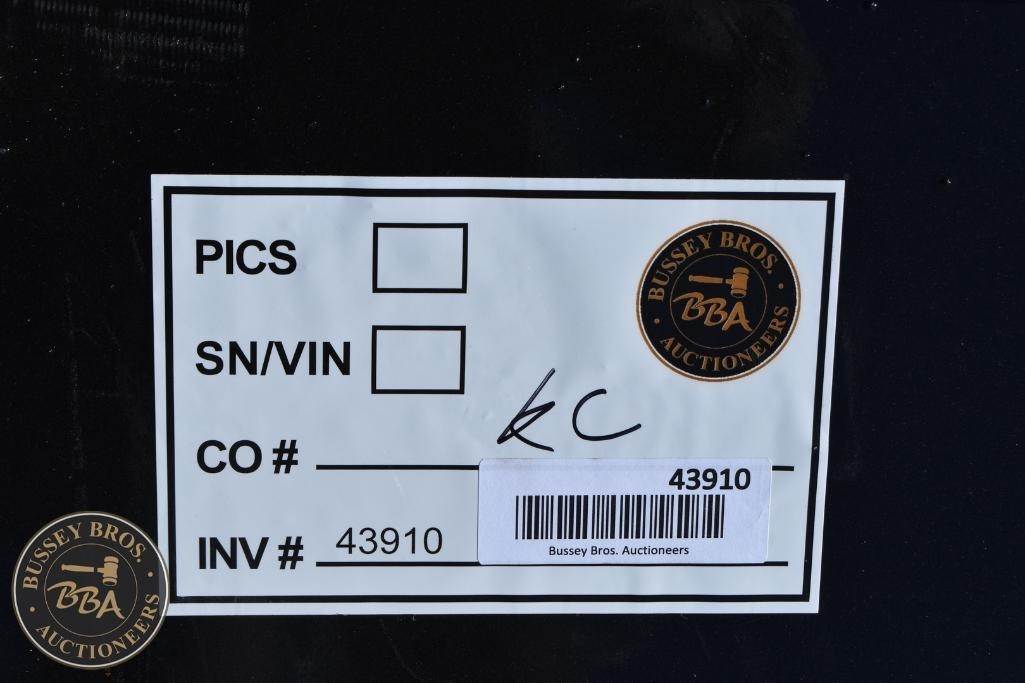 PICS
BUSSEY BROS.
BBA
AUCTIONEERS
SN/VIN
KC
CO #
43910
INV # 43910
Bussey Bros. Auctioneers
BUSSEY BROS.
BBA
AUCTIONEERS